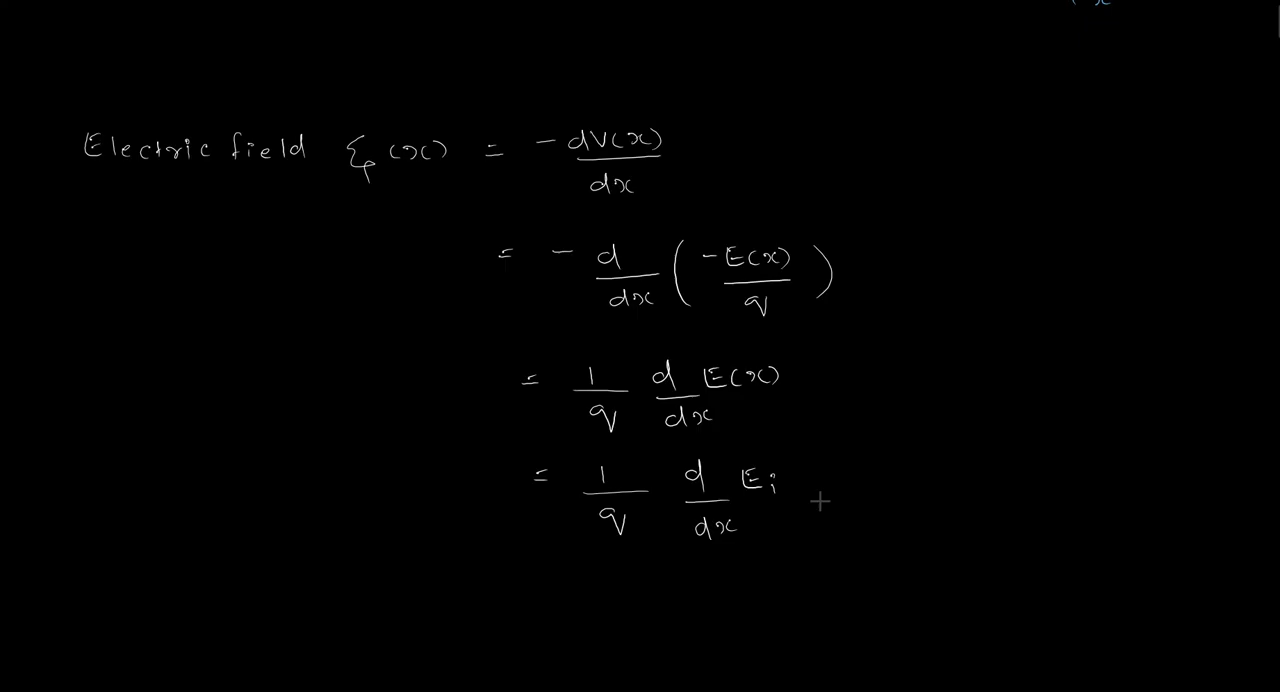 Electric field ξ(x) = -dV(x)/dx
= - d/dx (-E(x)/q)
= 1/q d/dx E(x)
= 1/q d/dx Ei